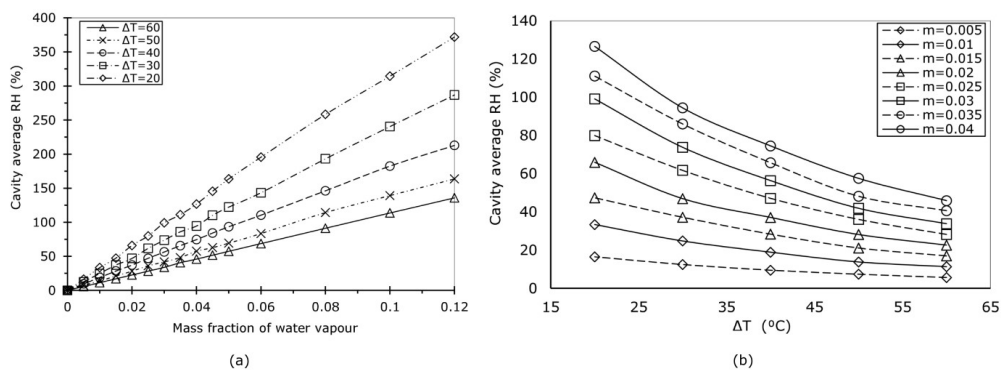 400
350
300
250
200
150
100
50
0
Cavity average RH (%)
ΔT=60
ΔT=50
ΔT=40
ΔT=30
ΔT=20
0 0.02 0.04 0.06 0.08 0.1 0.12
Mass fraction of water vapour
(a)
140
120
100
80
60
40
20
0
Cavity average RH (%)
m=0.005
m=0.01
m=0.015
m=0.02
m=0.025
m=0.03
m=0.035
m=0.04
15 25 35 45 55 65
ΔT (⁰C)
(b)